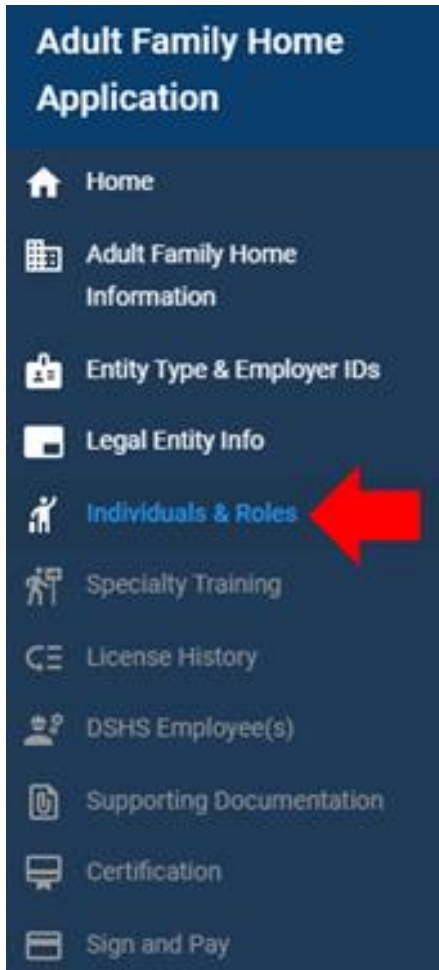 Adult Family Home
Application
Home
Adult Family Home
Information
Entity Type & Employer IDs
Legal Entity Info
Individuals & Roles
Specialty Training
License History
DSHS Employee(s)
Supporting Documentation
Certification
Sign and Pay